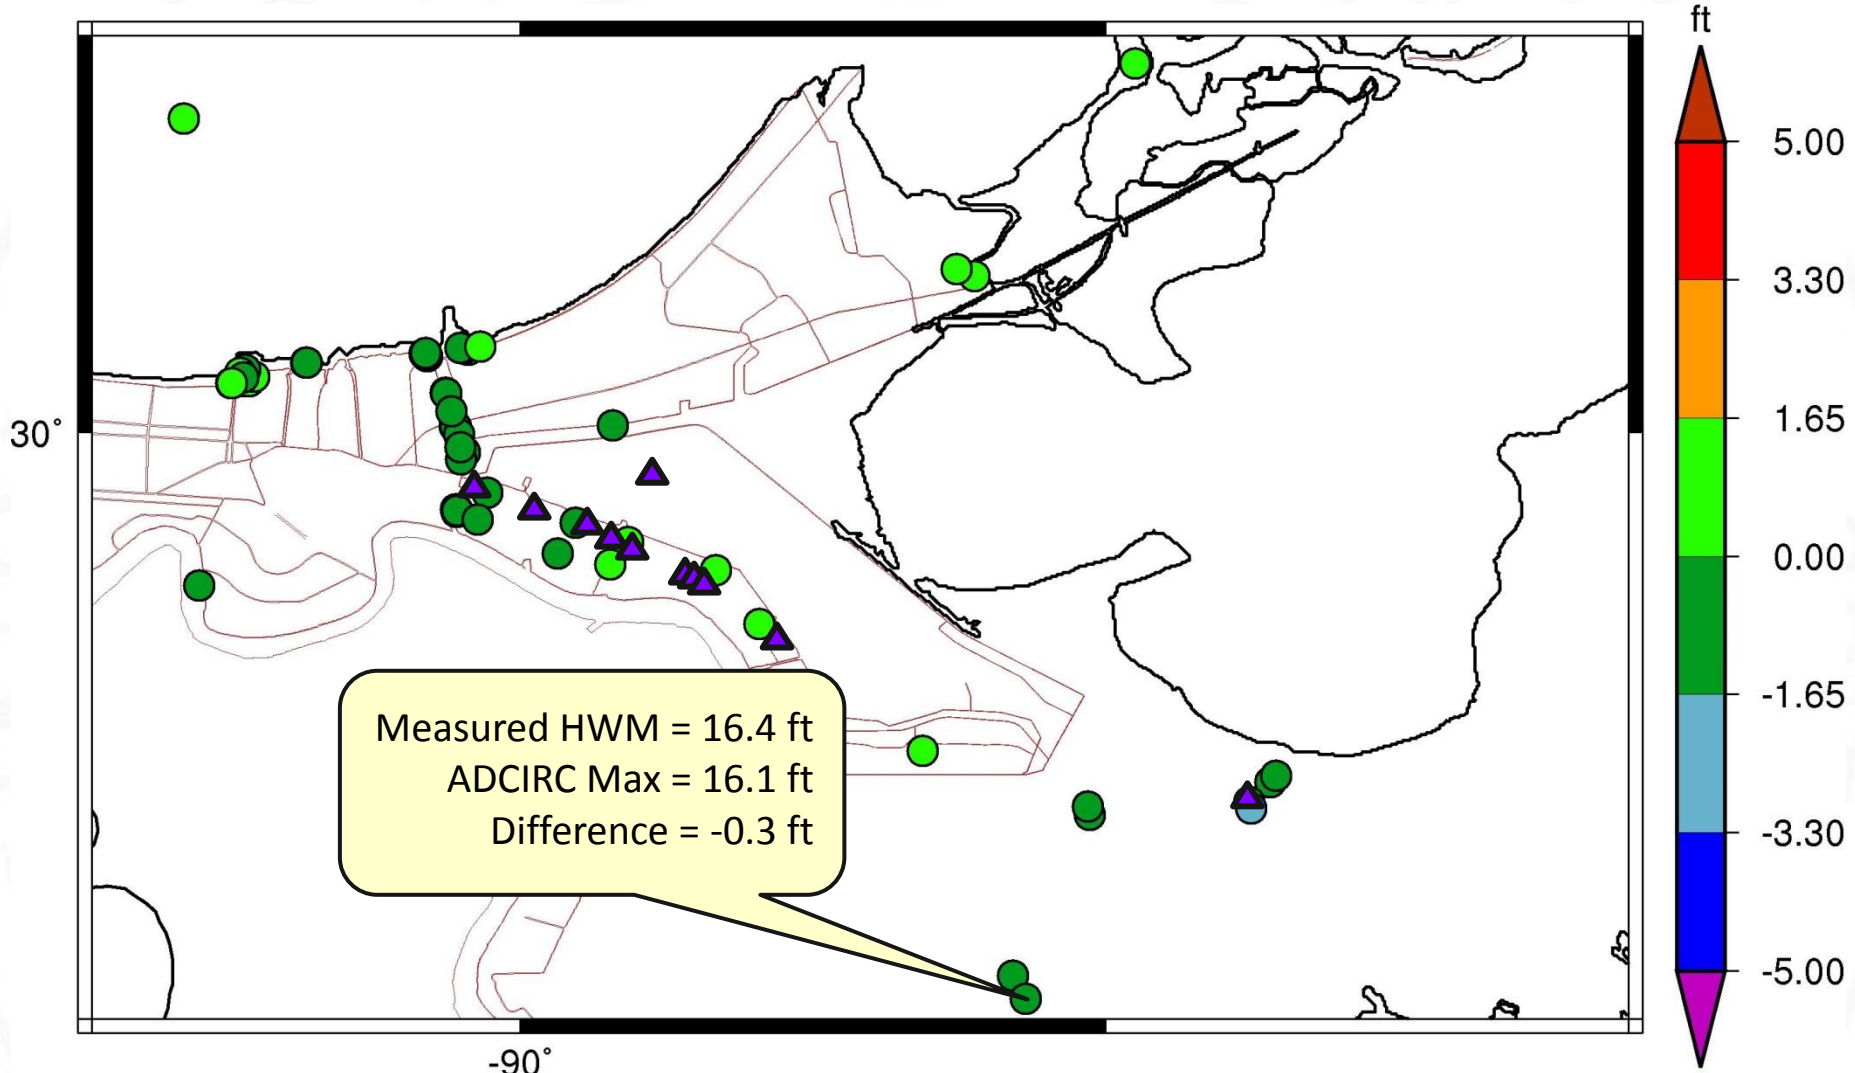 ft
5.00
3.30
1.65
0.00
-1.65
-3.30
-5.00
30°
Measured HWM = 16.4 ft
ADCIRC Max = 16.1 ft
Difference = -0.3 ft
-90°